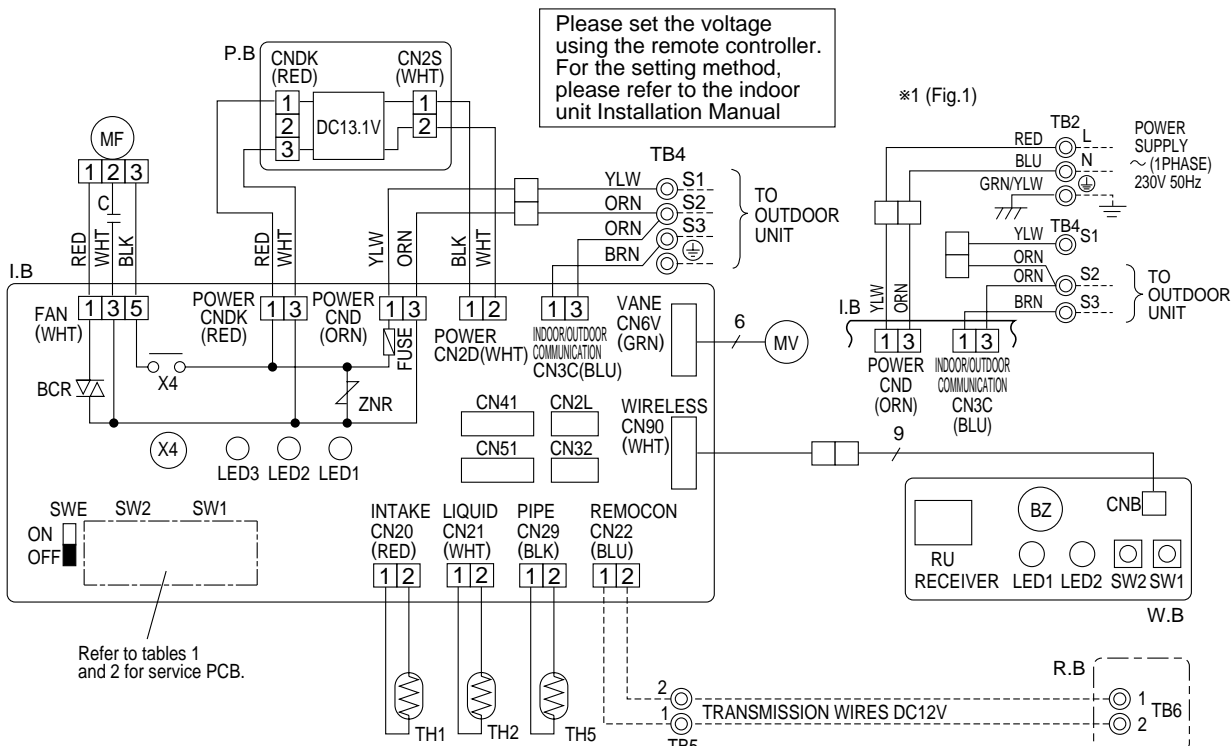 Please set the voltage
using the remote controller.
For the setting method,
please refer to the indoor
unit Installation Manual
P.B
CNDK
(RED)
CN2S
(WHT)
1
2
3
DC13.1V
1
2
※1 (Fig.1)
TB2
RED
L
BLU
N
GRN/YLW
POWER
SUPPLY
~ (1PHASE)
230V 50Hz
MF
1 2 3
C
RED
WHT
BLK
RED
WHT
YLW
ORN
BLK
WHT
TB4
YLW
S1
ORN
S2
ORN
S3
BRN
TO
OUTDOOR
UNIT
YLW
TB4
S1
ORN
ORN
S2
BRN
S3
TO
OUTDOOR
UNIT
I.B
YLW
ORN
1 3
POWER
CND
(ORN)
1 3
INDOOR/OUTDOOR
COMMUNICATION
CN3C
(BLU)
I.B
FAN
(WHT)
1 3 5
POWER
CNDK
(RED)
1 3
POWER
CND
(ORN)
1 3
FUSE
1 2
POWER
CN2D(WHT)
1 3
INDOOR/OUTDOOR
COMMUNICATION
CN3C(BLU)
VANE
CN6V
(GRN)
6
MV
BCR
X4
ZNR
X4
LED3
LED2
LED1
CN41
CN2L
CN51
CN32
WIRELESS
CN90
(WHT)
9
CNB
BZ
RU
RECEIVER
LED1
LED2
SW2
SW1
W.B
SWE
ON
OFF
SW2
SW1
INTAKE
CN20
(RED)
1 2
LIQUID
CN21
(WHT)
1 2
PIPE
CN29
(BLK)
1 2
REMOCON
CN22
(BLU)
1 2
Refer to tables 1
and 2 for service PCB.
TH1
TH2
TH5
2
1
TB5
TRANSMISSION WIRES DC12V
R.B
1
2
TB6